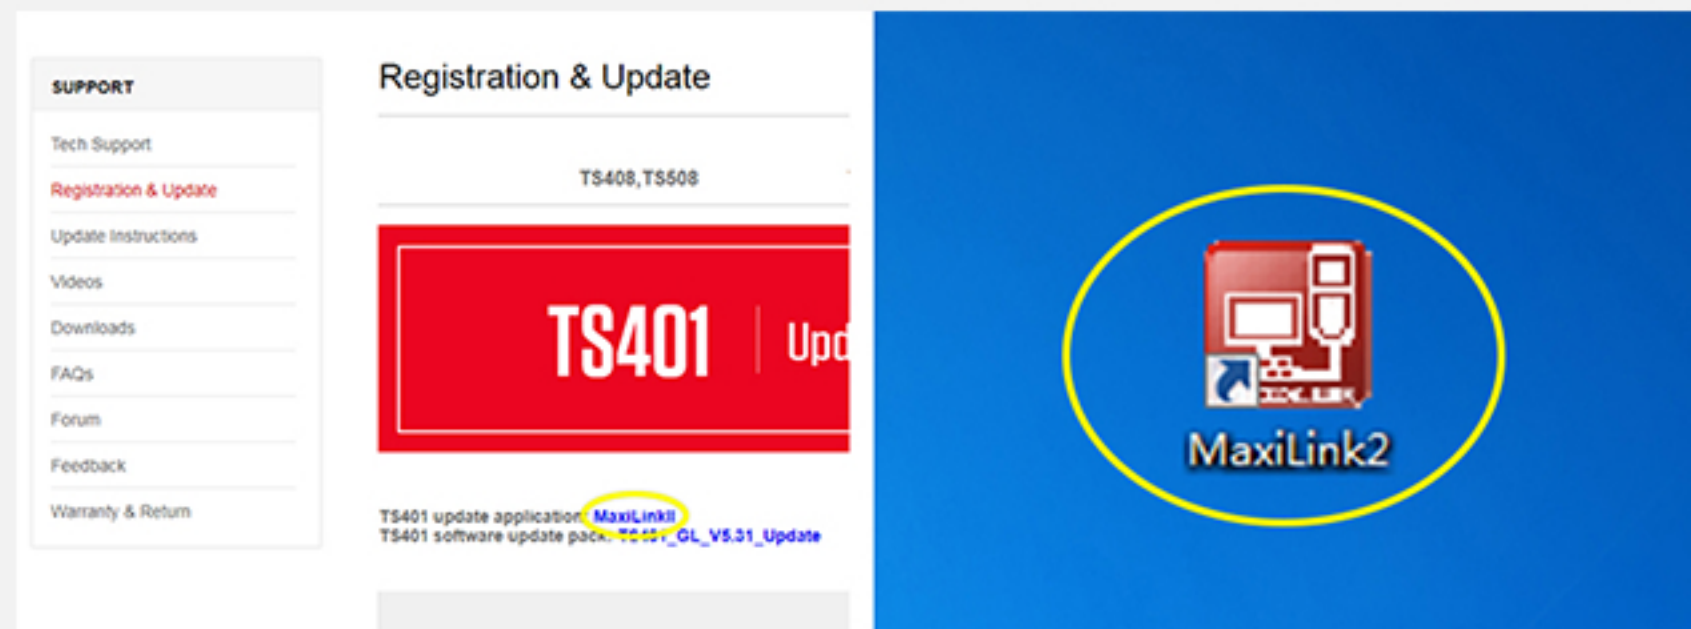 SUPPORT
Tech Support
Registration & Update
Update Instructions
Videos
Downloads
FAQs
Forum
Feedback
Warranty & Return
Registration & Update
TS408,TS508
TS401
Upd
TS401 update application: MaxiLinkII
TS401 software update pack: TS401_GL_V5.31_Update
MaxiLink2